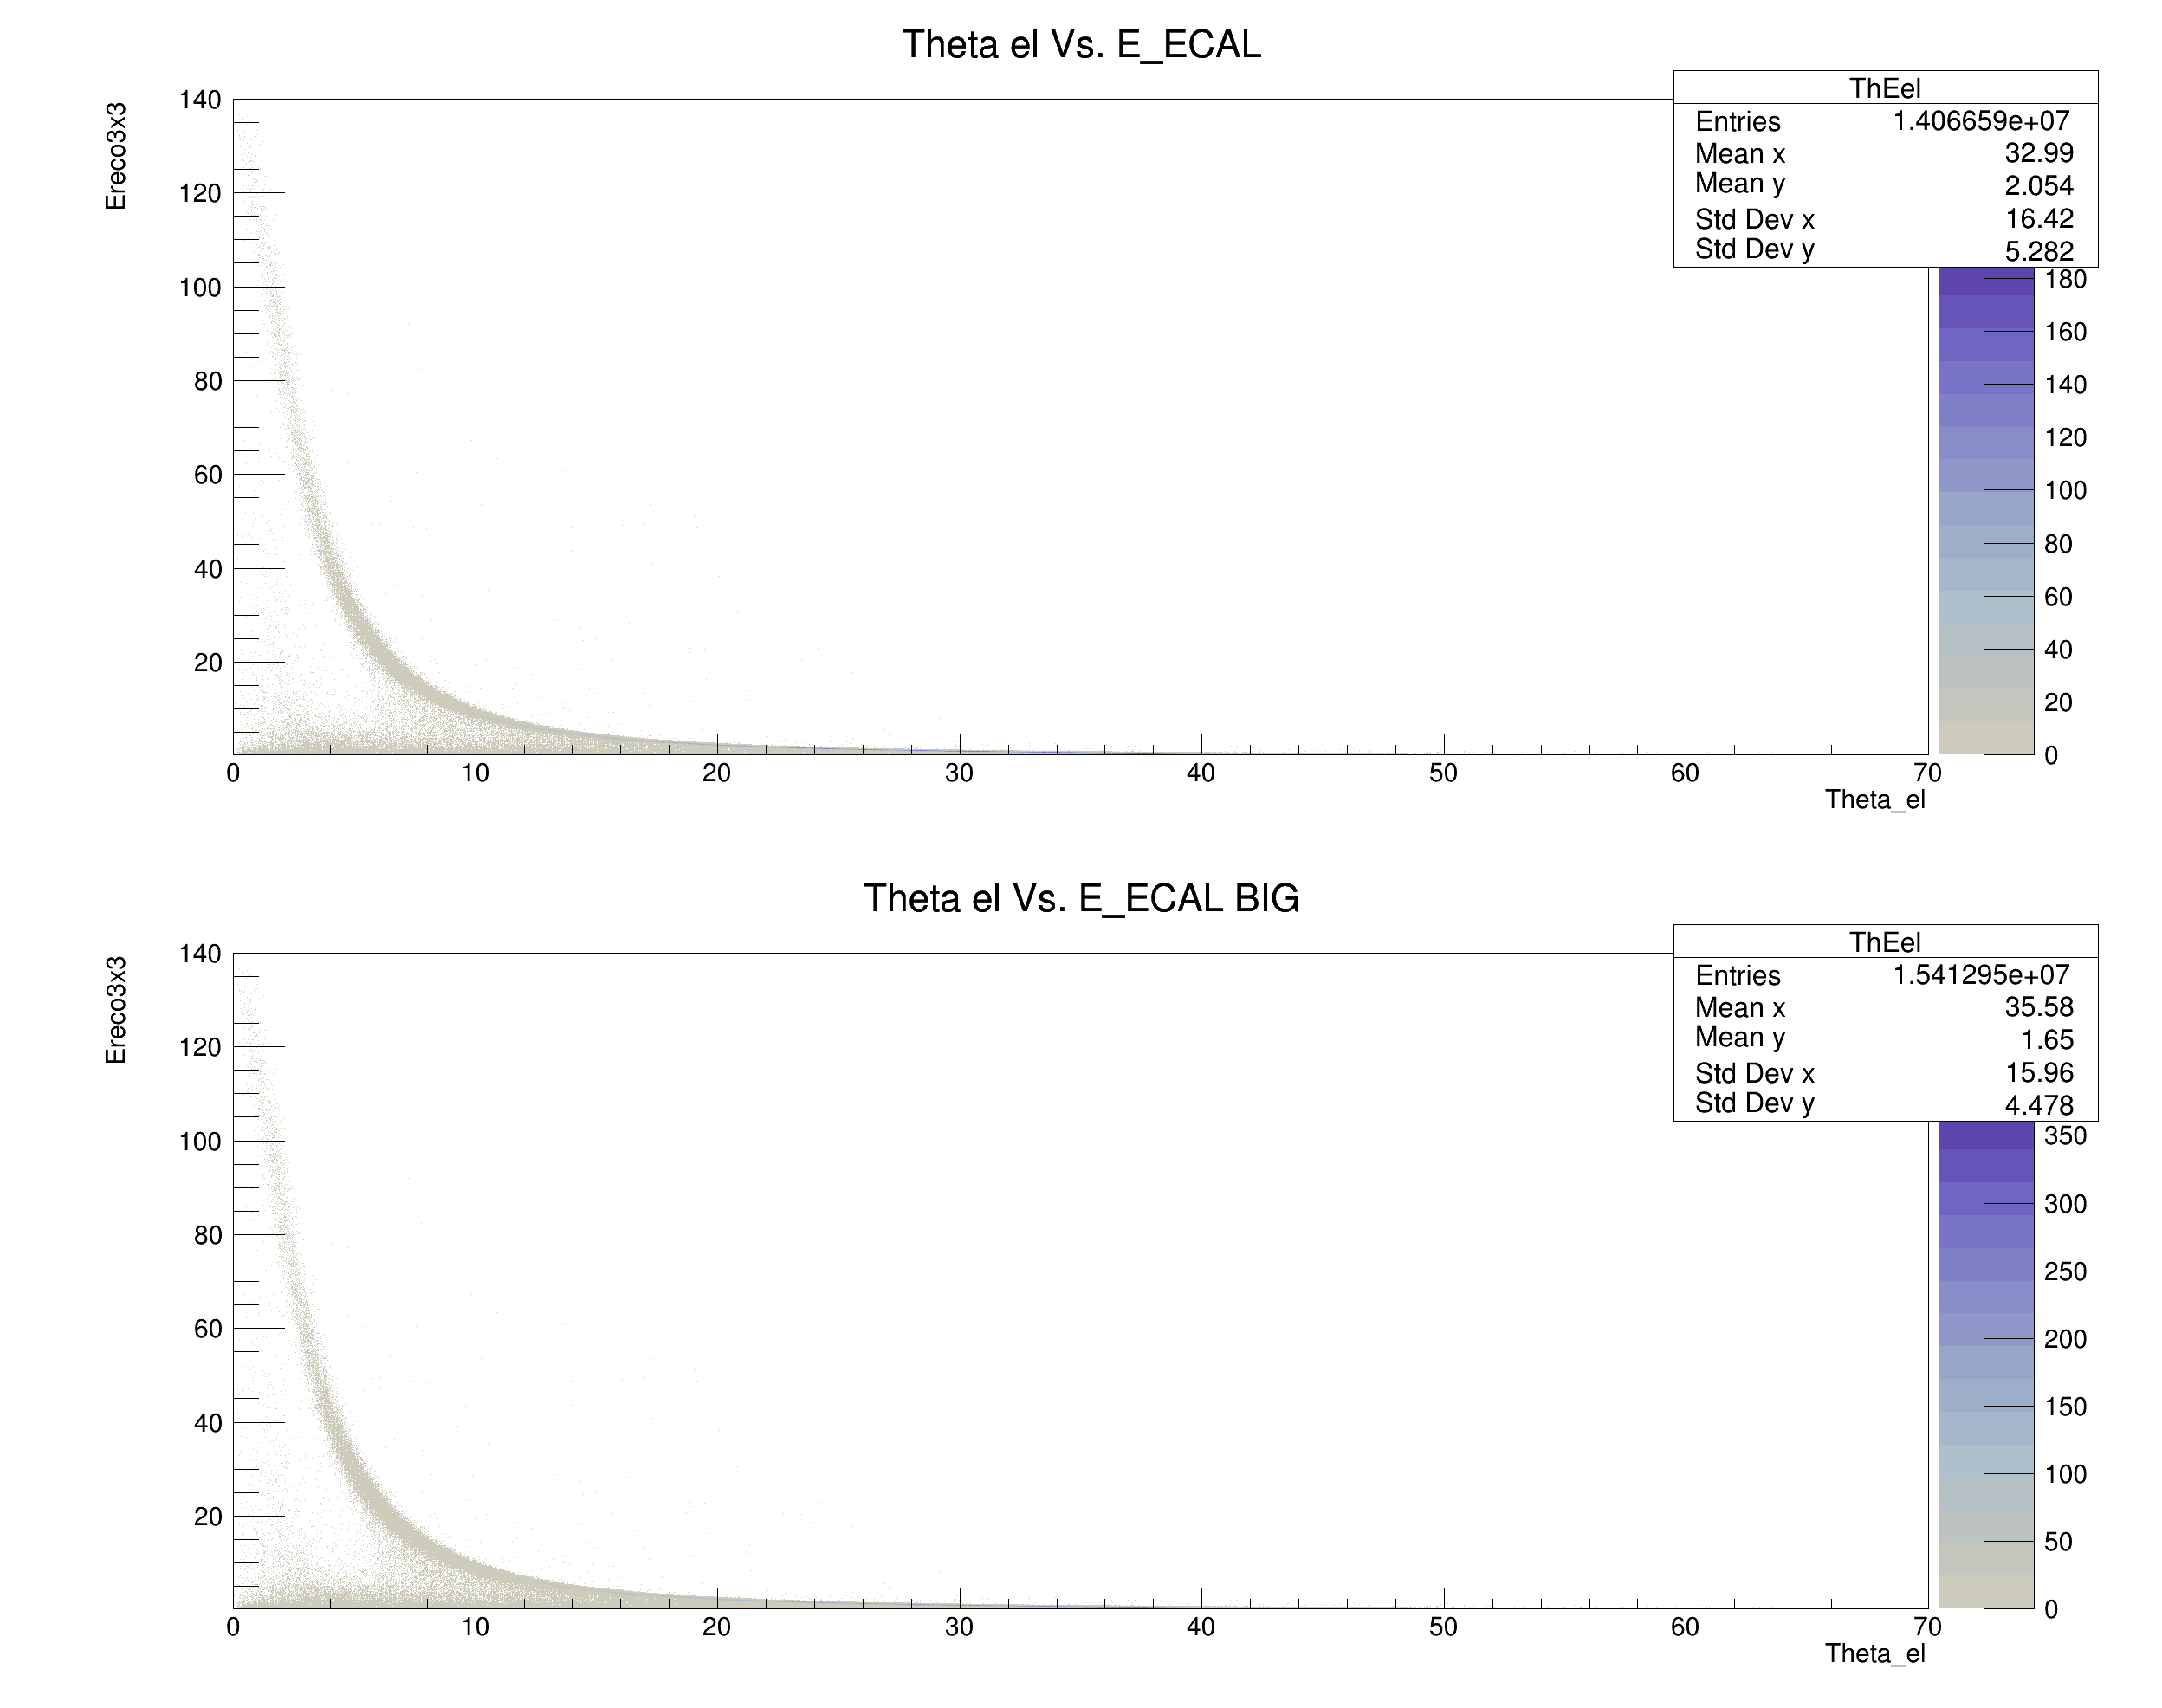 Theta el Vs. E_ECAL
ThEel
Entries 1.406659e+07
Mean x 32.99
Mean y 2.054
Std Dev x 16.42
Std Dev y 5.282
Ereco3x3
140
120
100
80
60
40
20
0 10 20 30 40 50 60 70
Theta_el
180
160
140
120
100
80
60
40
20
0
Theta el Vs. E_ECAL BIG
ThEel
Entries 1.541295e+07
Mean x 35.58
Mean y 1.65
Std Dev x 15.96
Std Dev y 4.478
Ereco3x3
140
120
100
80
60
40
20
0 10 20 30 40 50 60 70
Theta_el
350
300
250
200
150
100
50
0